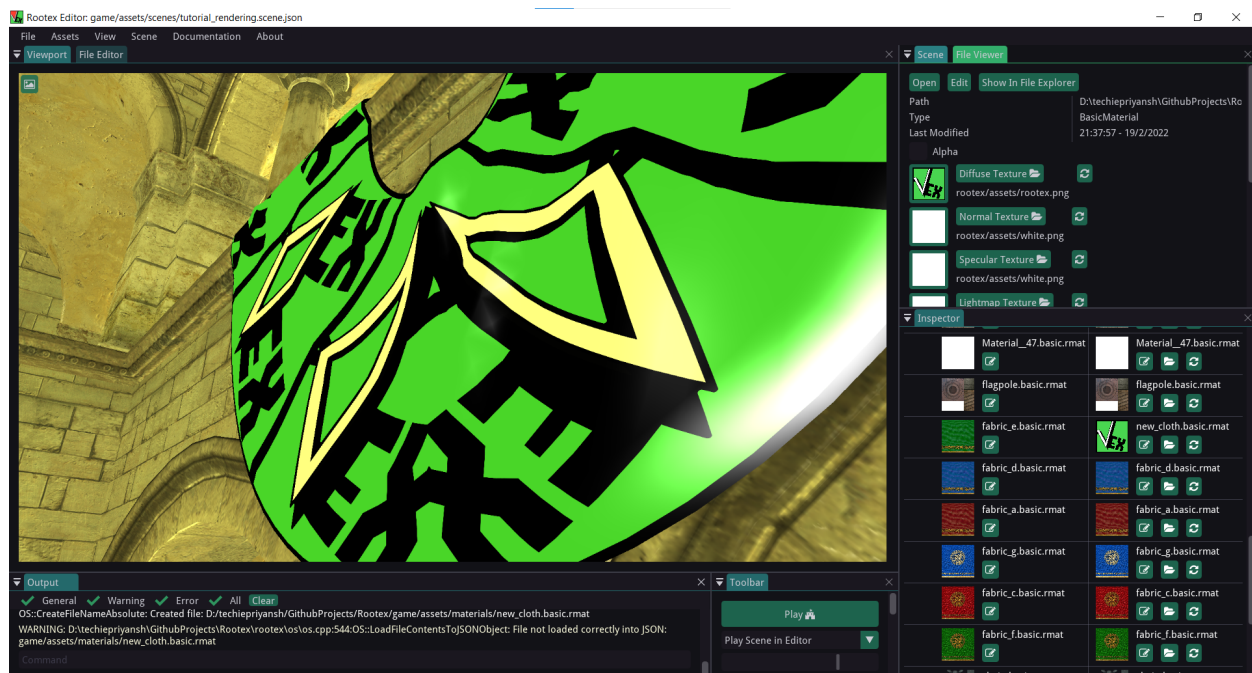 Rootex Editor: game/assets/scenes/tutorial_rendering.scene.json
File Assets View Scene Documentation About
Viewport File Editor
EX
EX
EX
EX
Scene File Viewer
Open Edit Show In File Explorer
Path D:\techiepriyansh\GithubProjects\Ro
Type BasicMaterial
Last Modified 21:37:57 - 19/2/2022
Alpha
VEX
Diffuse Texture
rootex/assets/rootex.png
Normal Texture
rootex/assets/white.png
Specular Texture
rootex/assets/white.png
Lightmap Texture
Inspector
Material__47.basic.rmat Material__47.basic.rmat
flagpole.basic.rmat flagpole.basic.rmat
fabric_e.basic.rmat new_cloth.basic.rmat
VEX
fabric_d.basic.rmat fabric_d.basic.rmat
fabric_a.basic.rmat fabric_a.basic.rmat
fabric_g.basic.rmat fabric_g.basic.rmat
fabric_c.basic.rmat fabric_c.basic.rmat
fabric_f.basic.rmat fabric_f.basic.rmat
Output
General Warning Error All Clear
OS::CreateFileNameAbsolute: Created file: D:/techiepriyansh/GithubProjects/Rootex/game/assets/materials/new_cloth.basic.rmat
WARNING: D:\techiepriyansh\GithubProjects\Rootex\rootex\os\os.cpp:544:OS::LoadFileContentsToJSONObject: File not loaded correctly into JSON:
game/assets/materials/new_cloth.basic.rmat
Command
Toolbar
Play
Play Scene in Editor